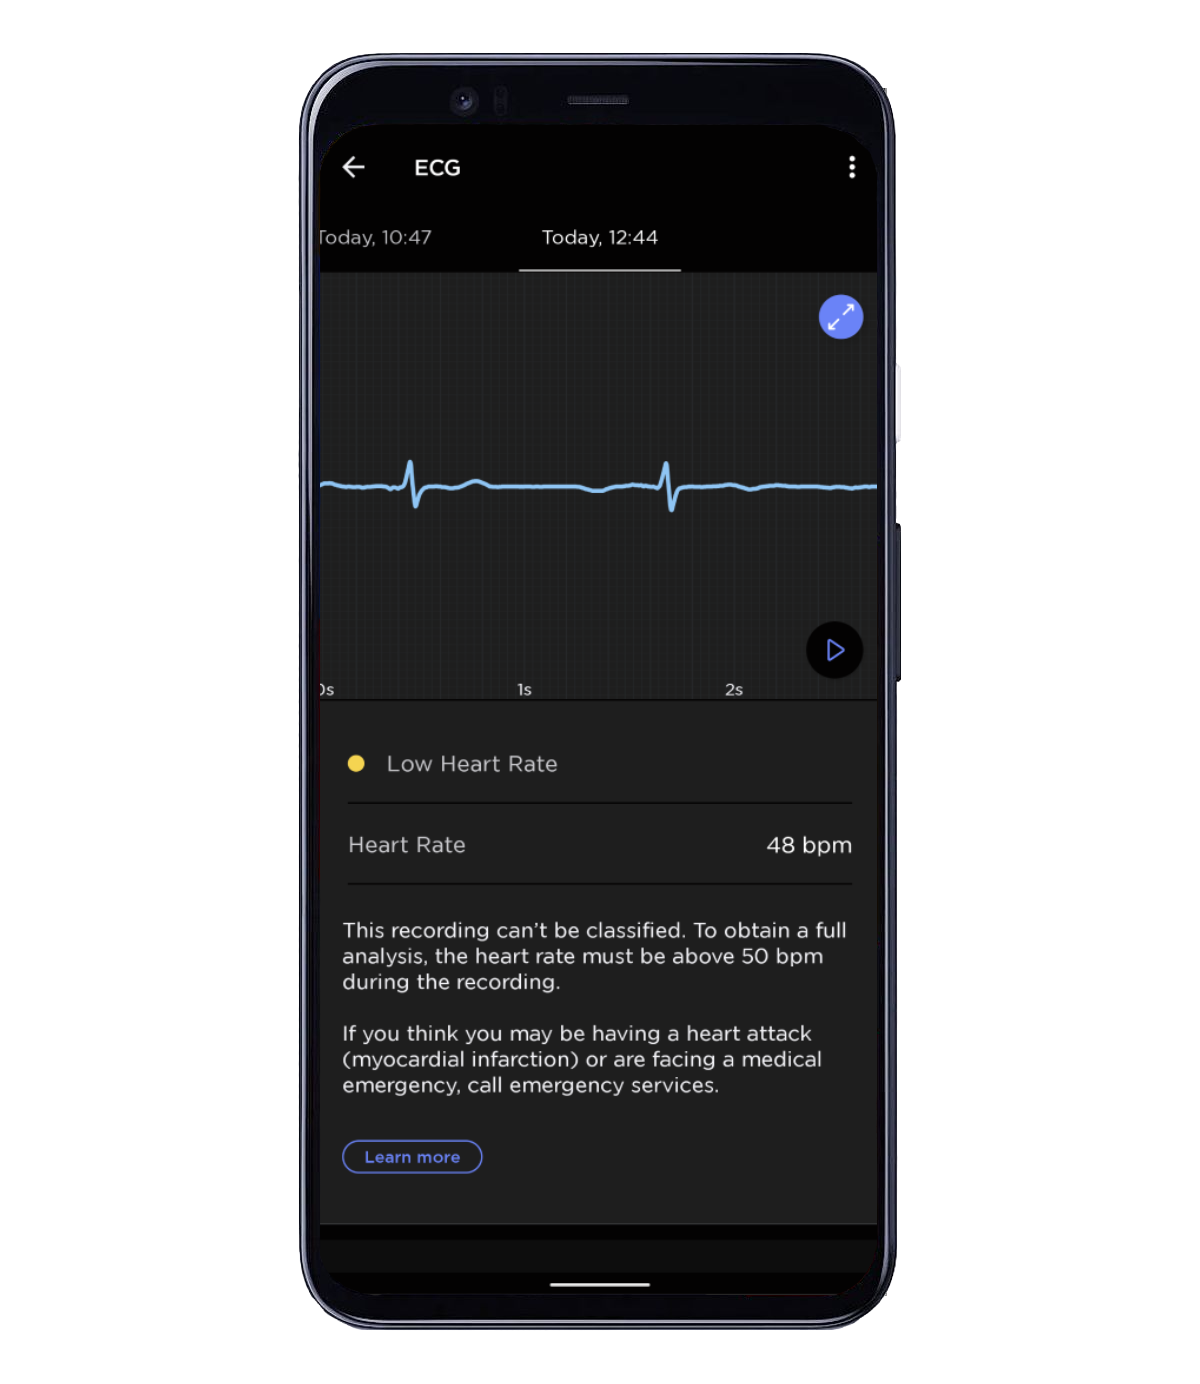 ECG
Today, 10:47
Today, 12:44
0s
1s
2s
Low Heart Rate
Heart Rate
48 bpm
This recording can’t be classified. To obtain a full
analysis, the heart rate must be above 50 bpm
during the recording.
If you think you may be having a heart attack
(myocardial infarction) or are facing a medical
emergency, call emergency services.
Learn more